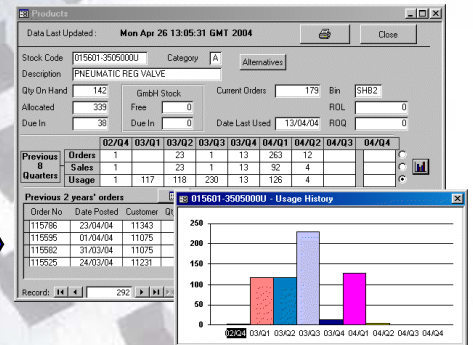 Products
Data Last Updated: Mon Apr 26 13:05:31 GMT 2004 Close
Stock Code 015601-3505000U Category A Alternatives
Description PNEUMATIC REG VALVE
Qty On Hand 142 GmbH Stock Current Orders 179 Bin SHB2
Allocated 339 Free 0 ROL 0
Due In 38 Due In 0 Date Last Used 13/04/04 ROQ 0
02/Q4 03/Q1 03/Q2 03/Q3 03/Q4 04/Q1 04/Q2 04/Q3 04/Q4
Previous 8 Quarters
Orders 1 23 1 13 263 12
Sales 1 23 1 13 92 4
Usage 1 117 118 230 13 126 4
Previous 2 years' orders
Order No Date Posted Customer
115786 23/04/04 11343
115595 01/04/04 11075
115582 31/03/04 11075
115525 24/03/04 11231
Record: 292
015601-3505000U - Usage History
250
200
150
100
50
0
02/Q4 03/Q1 03/Q2 03/Q3 03/Q4 04/Q1 04/Q2 04/Q3 04/Q4